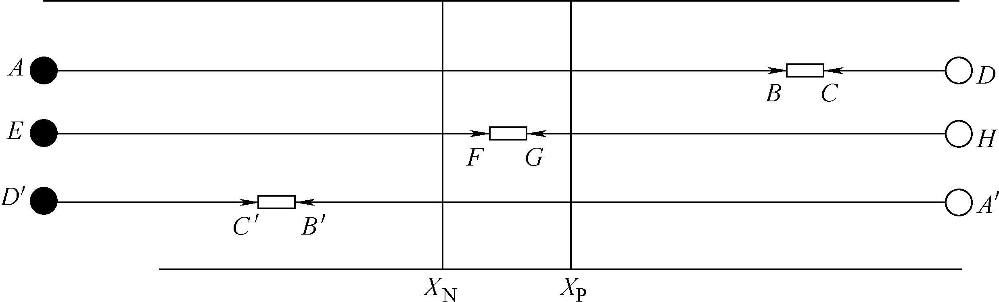 A D
B C
E H
F G
D′ A′
C′ B′
X_N X_P